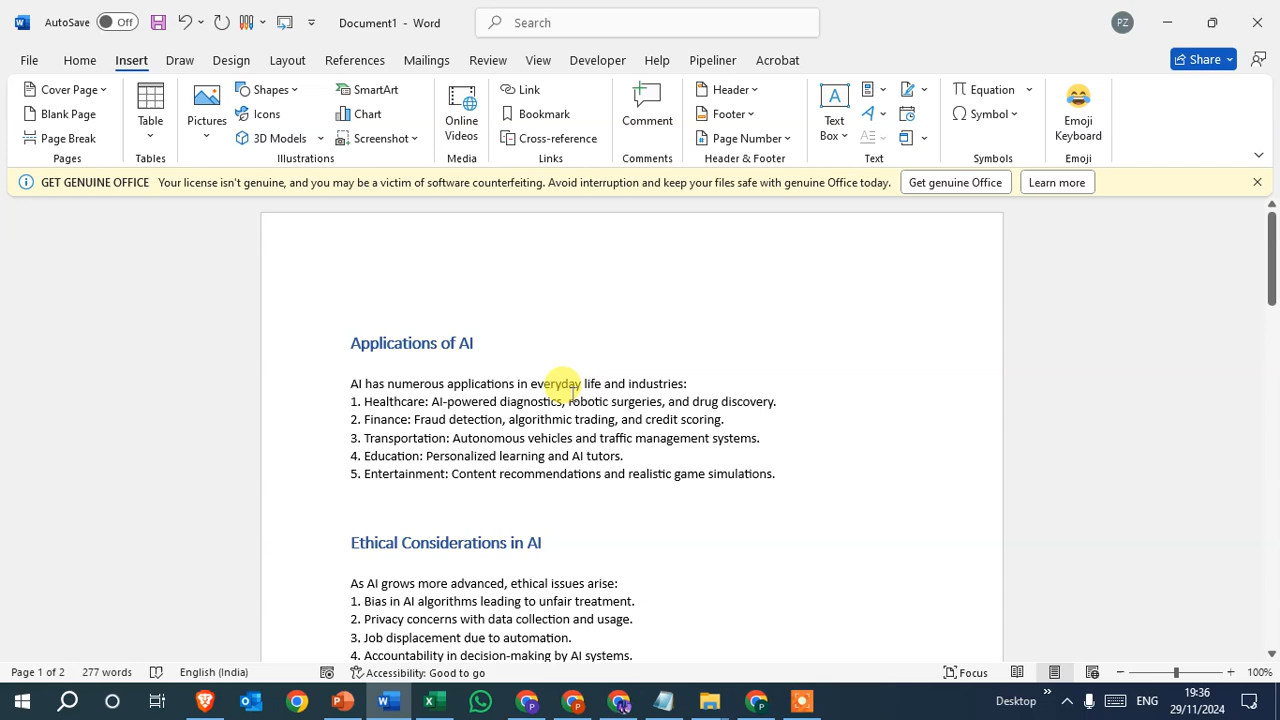 AutoSave Off Document1 - Word Search PZ
File Home Insert Draw Design Layout References Mailings Review View Help Developer Pipeliner Acrobat Share
Cover Page
Blank Page
Page Break
Pages
Table
Tables
Pictures
Shapes
Icons
3D Models
SmartArt
Chart
Screenshot
Illustrations
Online
Videos
Media
Link
Bookmark
Cross-reference
Links
Comment
Comments
Header
Footer
Page Number
Header & Footer
Text
Box
Text
Equation
Symbol
Symbols
Emoji
Keyboard
Emoji
GET GENUINE OFFICE Your license isn't genuine, and you may be a victim of software counterfeiting. Avoid interruption and keep your files safe with genuine Office today. Get genuine Office Learn more
Applications of AI
AI has numerous applications in everyday life and industries:
1. Healthcare: AI-powered diagnostics, robotic surgeries, and drug discovery.
2. Finance: Fraud detection, algorithmic trading, and credit scoring.
3. Transportation: Autonomous vehicles and traffic management systems.
4. Education: Personalized learning and AI tutors.
5. Entertainment: Content recommendations and realistic game simulations.
Ethical Considerations in AI
As AI grows more advanced, ethical issues arise:
1. Bias in AI algorithms leading to unfair treatment.
2. Privacy concerns with data collection and usage.
3. Job displacement due to automation.
4. Accountability in decision-making by AI systems.
Page 1 of 2 277 words English (India) Accessibility: Good to go Focus 100%
Desktop ENG 19:36
29/11/2024